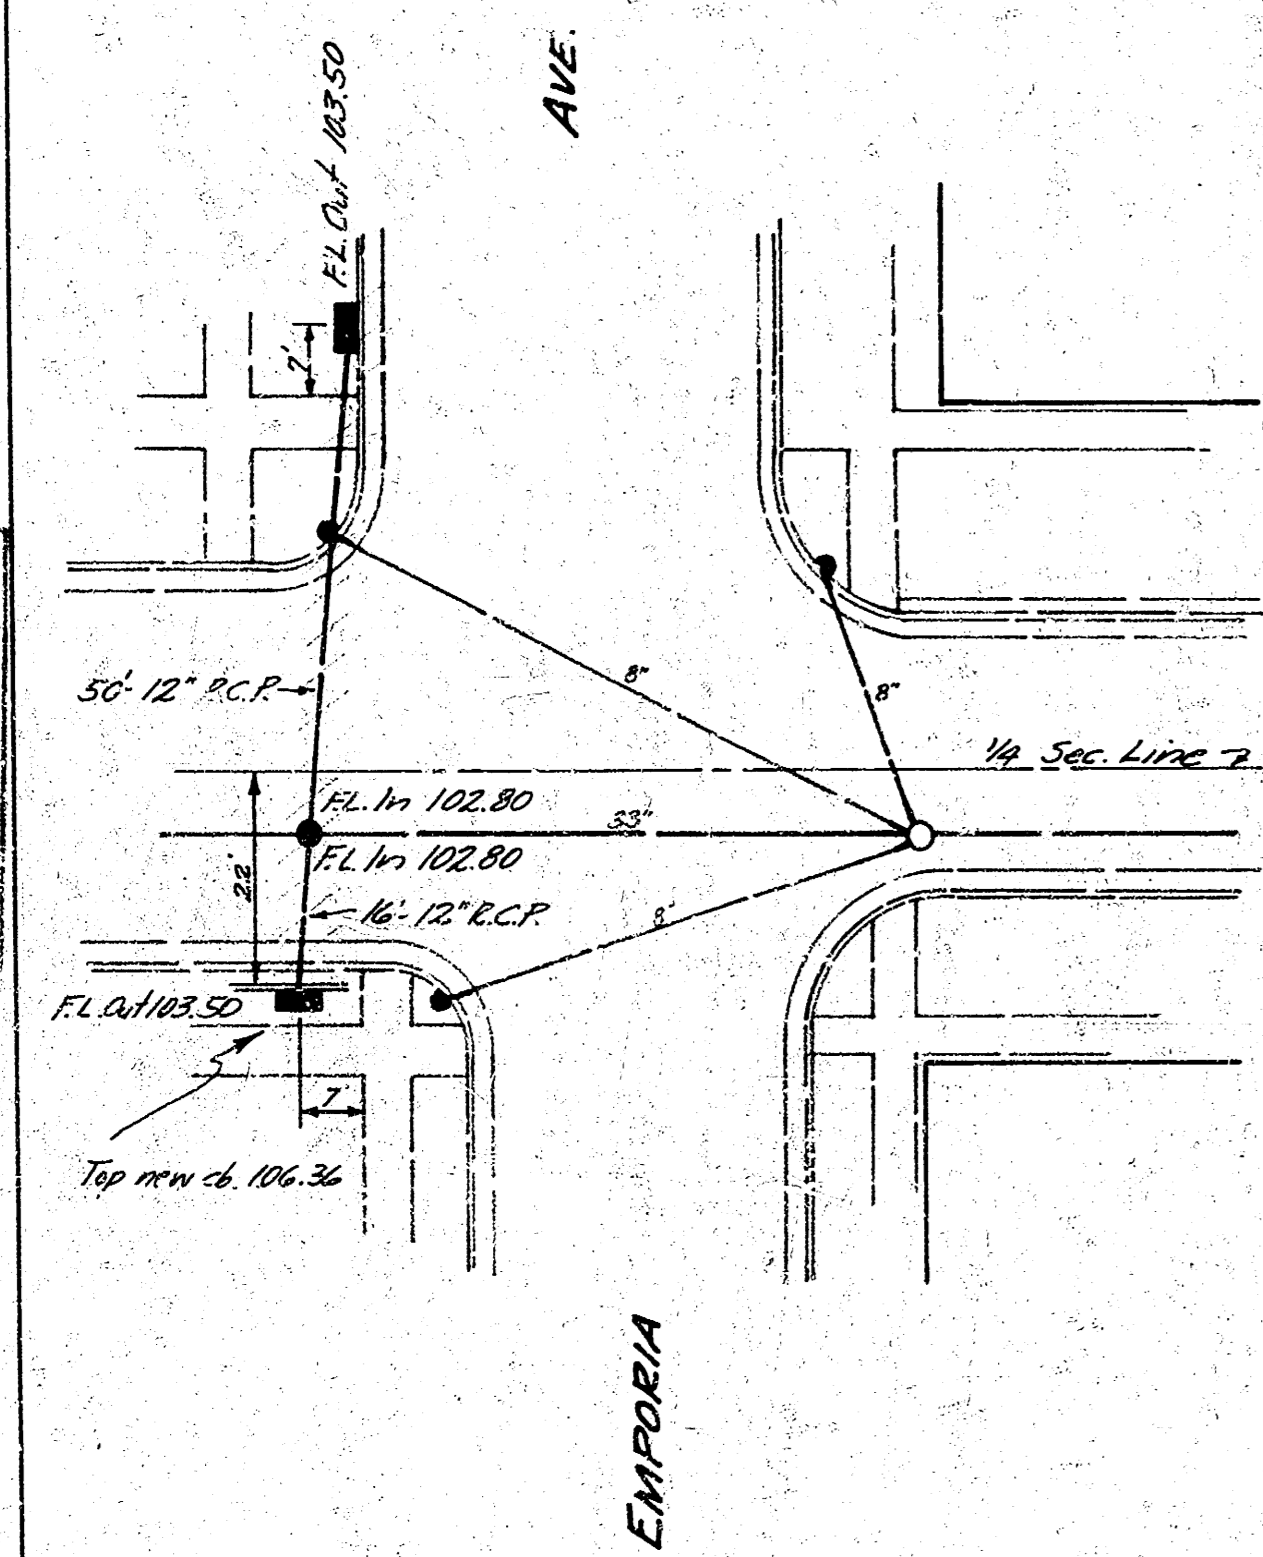 AVE.
F.L. Out 103.50
7'
8"
8"
50'-12" R.C.P.
1/4 Sec. Line
F.L. In 102.80
33"
F.L. In 102.80
22'
16'-12" R.C.P.
8"
F.L. Out 103.50
7'
Top new cb. 106.36
EMPORIA